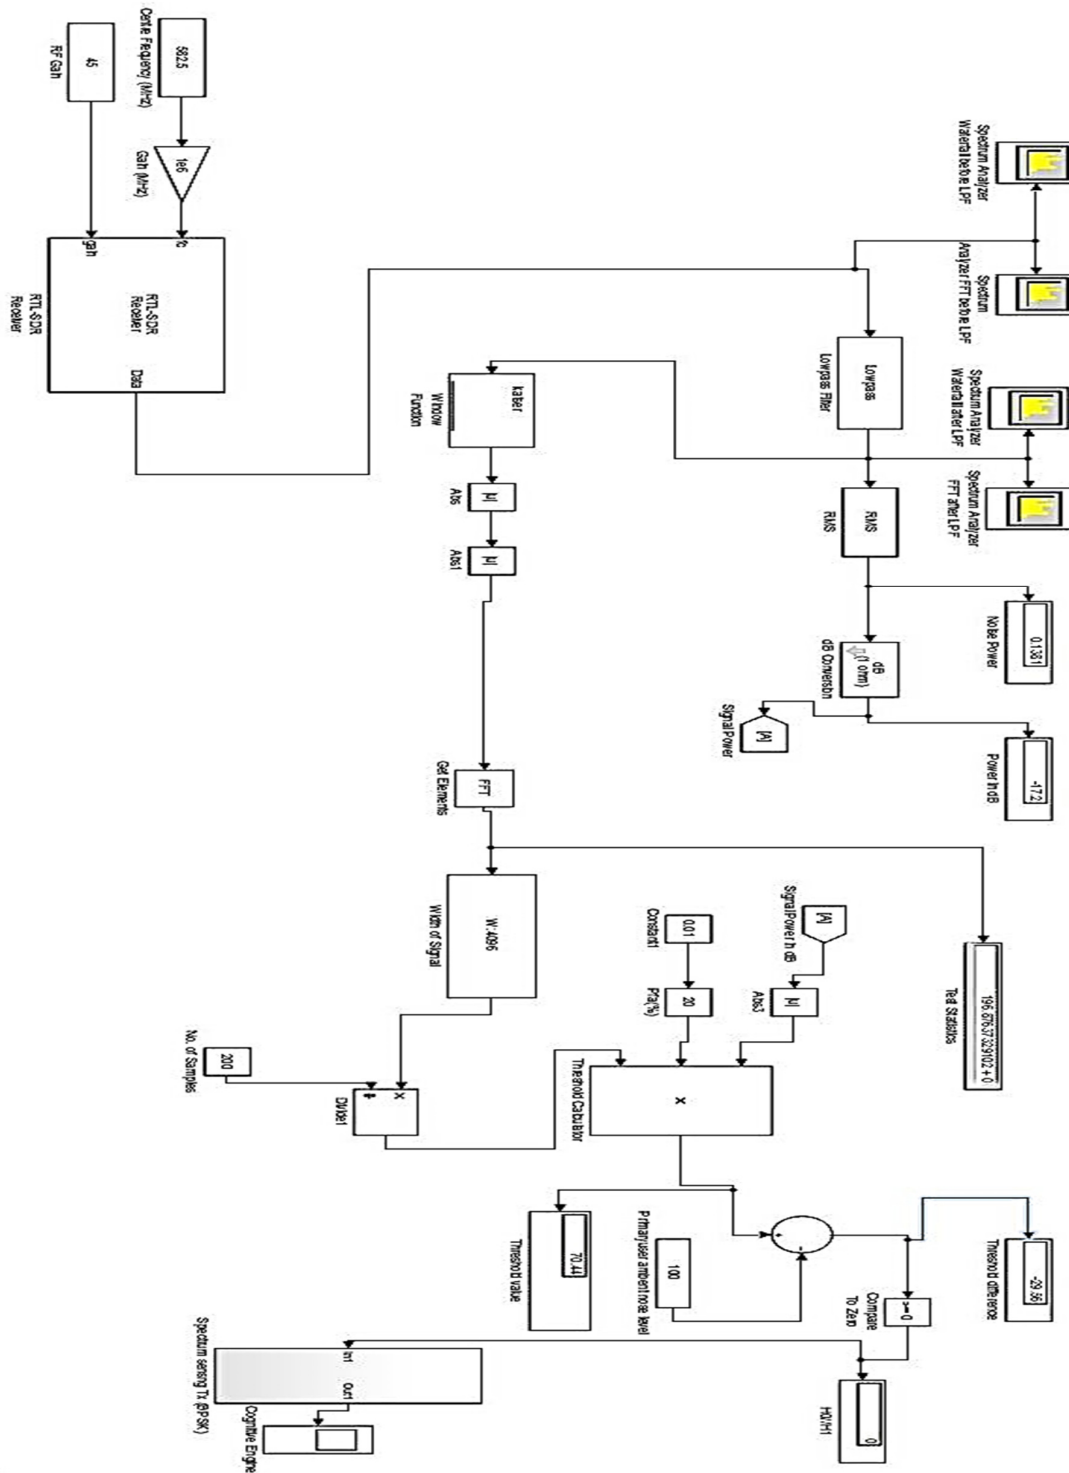 Centre Frequency (MHz)
582.5
1e6
Gain (MHz)
45
RF Gain
fc
gain
RTL-SDR
Receiver
Data
RTL-SDR
Receiver
Spectrum Analyzer
Waterfall before LPF
Spectrum
Analyzer FFT before LPF
Lowpass
Lowpass Filter
Spectrum Analyzer
Waterfall after LPF
Spectrum Analyzer
FFT after LPF
RMS
RMS
Noise Power
0.1381
dB
(1 ohm)
dB Conversion
Power in dB
-17.2
[A]
Signal Power
kaiser
Window
Function
|u|
Abs
|u|
Abs1
FFT
Get Elements
W: 4096
Width of Signal
Test Statistics
[A]
Signal Power in dB
|u|
Abs3
0.01
Constant1
20
Pfa(%)
200
No. of Samples
X
÷
Divide1
X
Threshold Calculator
70.44
Threshold value
100
Primary user ambient noise level
+
-
-29.56
Threshold difference
>= 0
Compare
To Zero
0
H0/H1
In1
Out1
Spectrum sensing Tx (BPSK)
Cognitive Engine